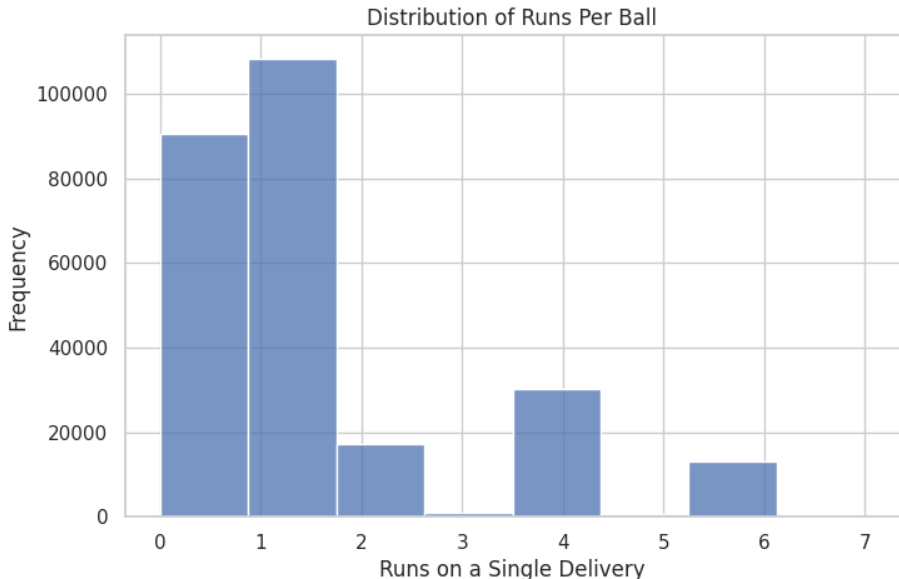 Distribution of Runs Per Ball
100000
80000
60000
40000
20000
0
Frequency
0 1 2 3 4 5 6 7
Runs on a Single Delivery